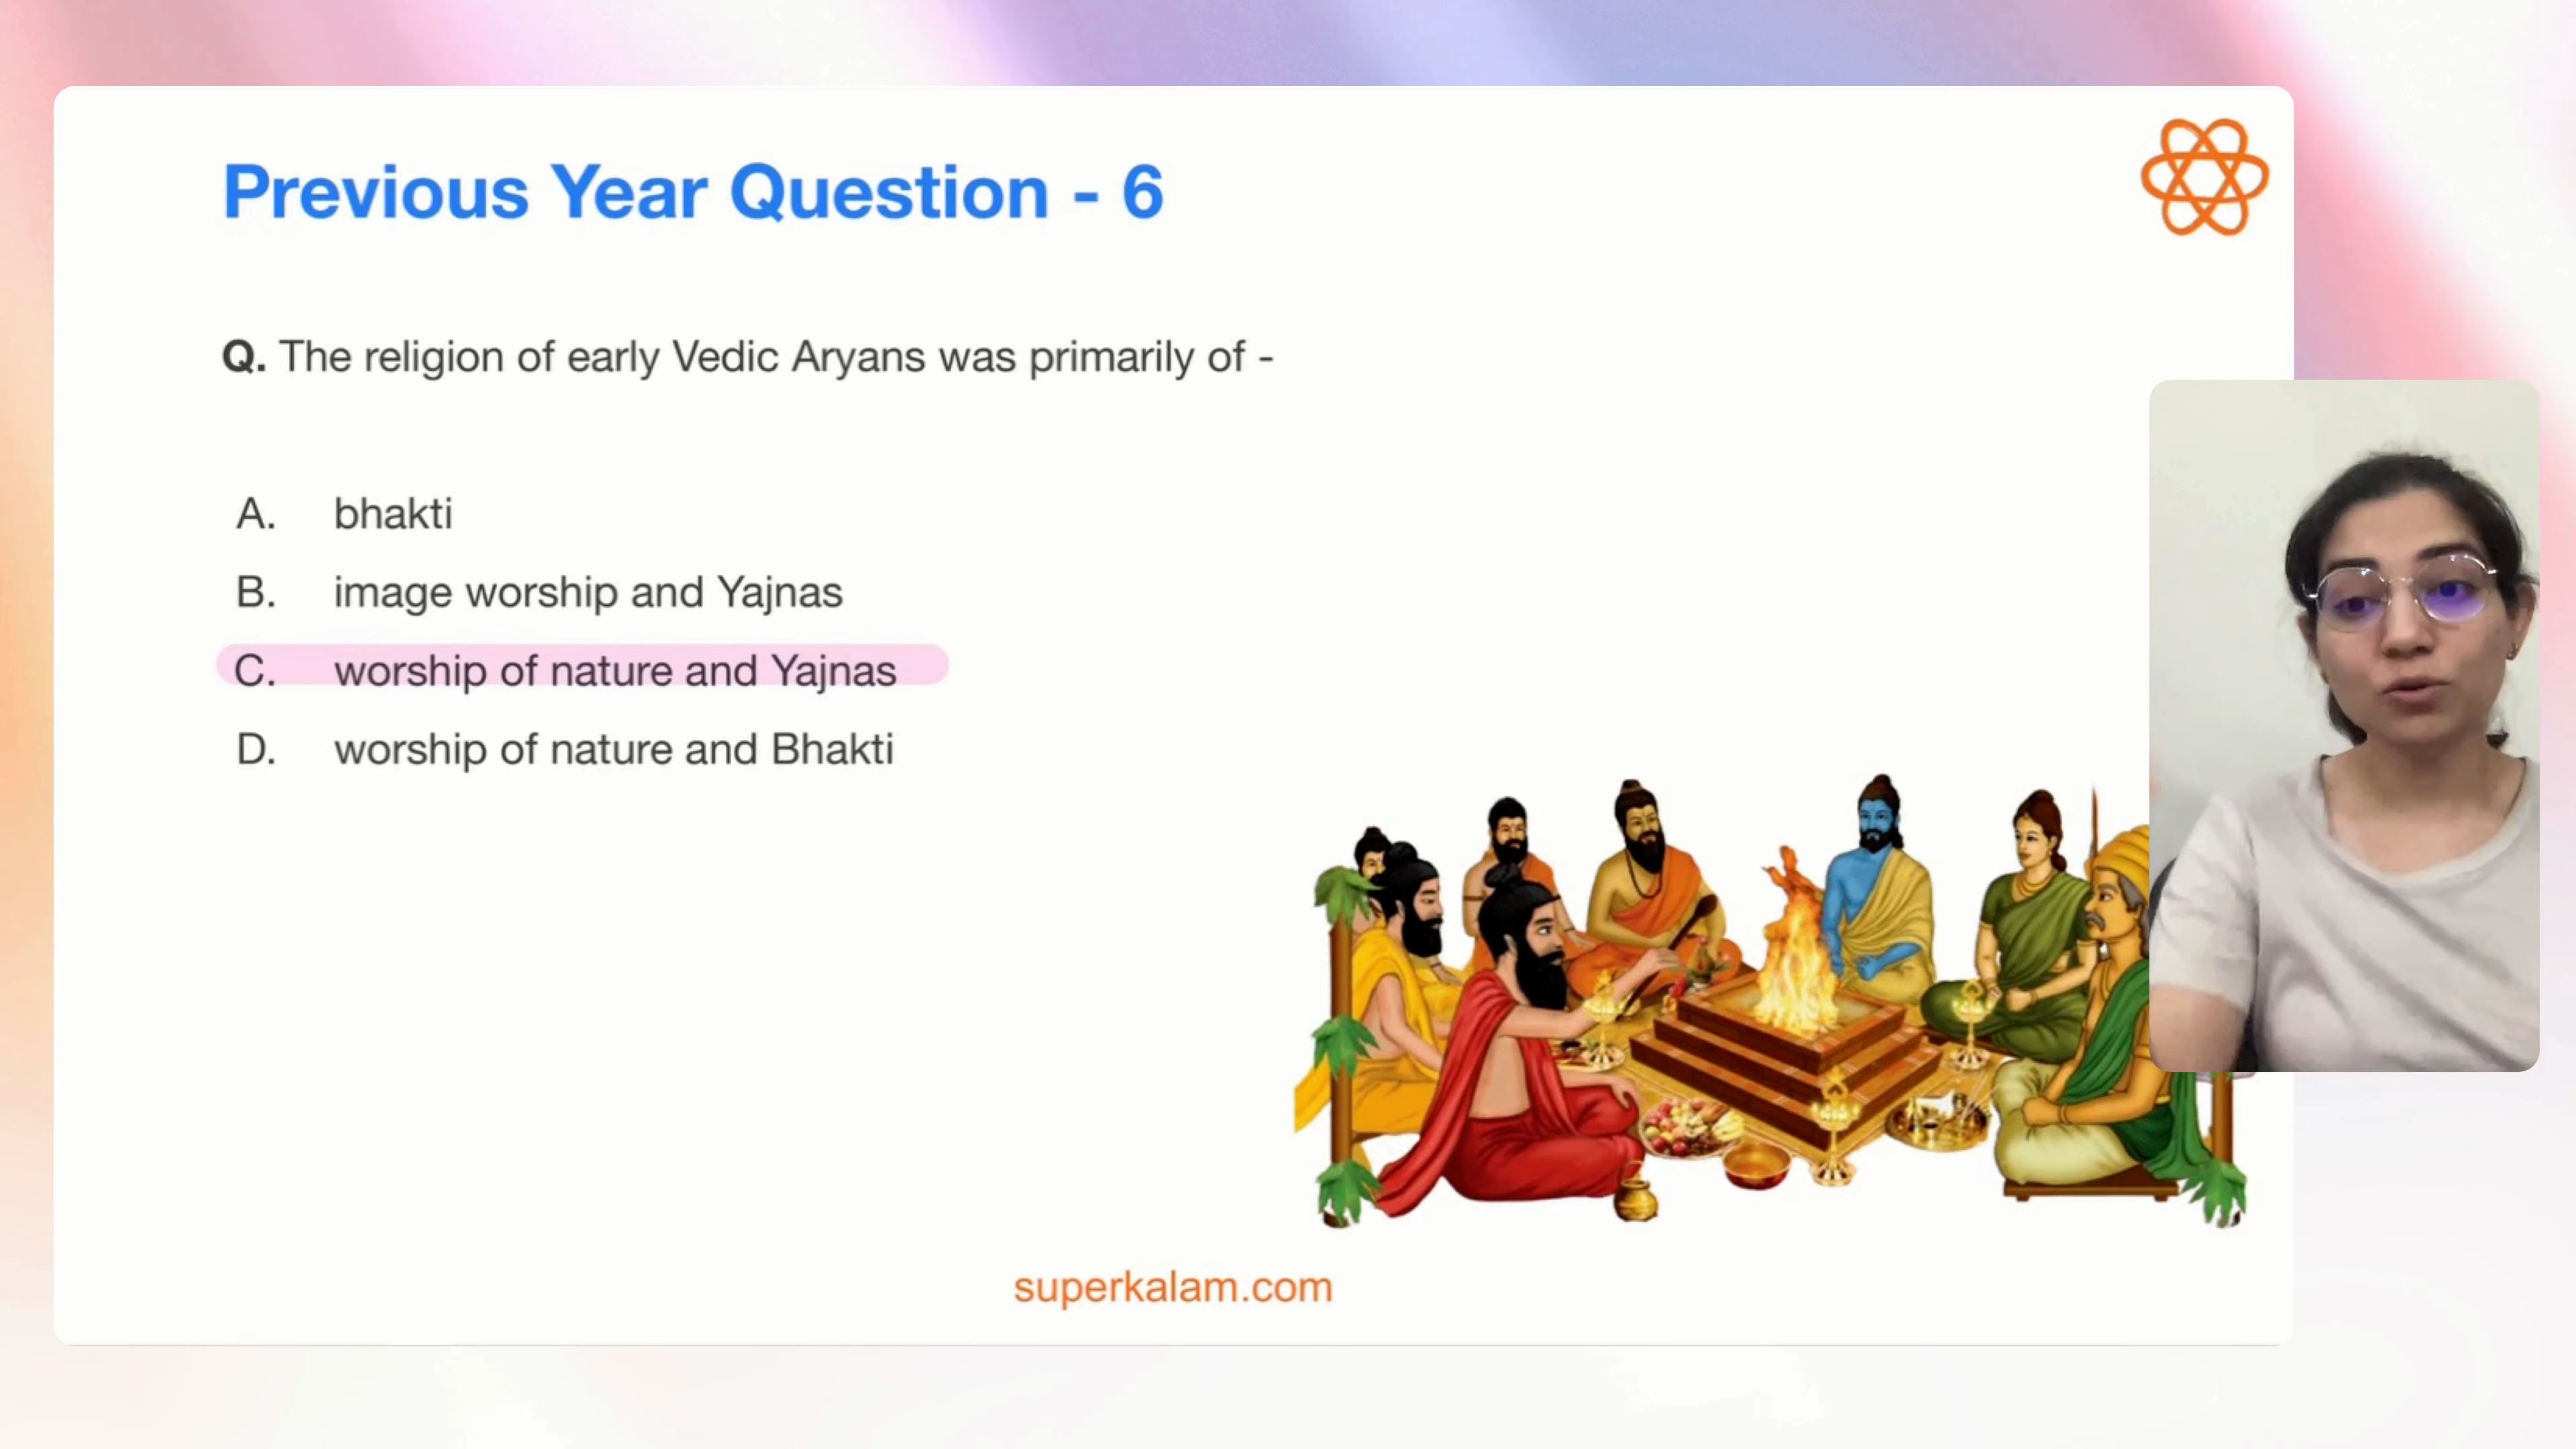 Previous Year Question - 6
Q. The religion of early Vedic Aryans was primarily of -
A. bhakti
B. image worship and Yajnas
C. worship of nature and Yajnas
D. worship of nature and Bhakti
superkalam.com